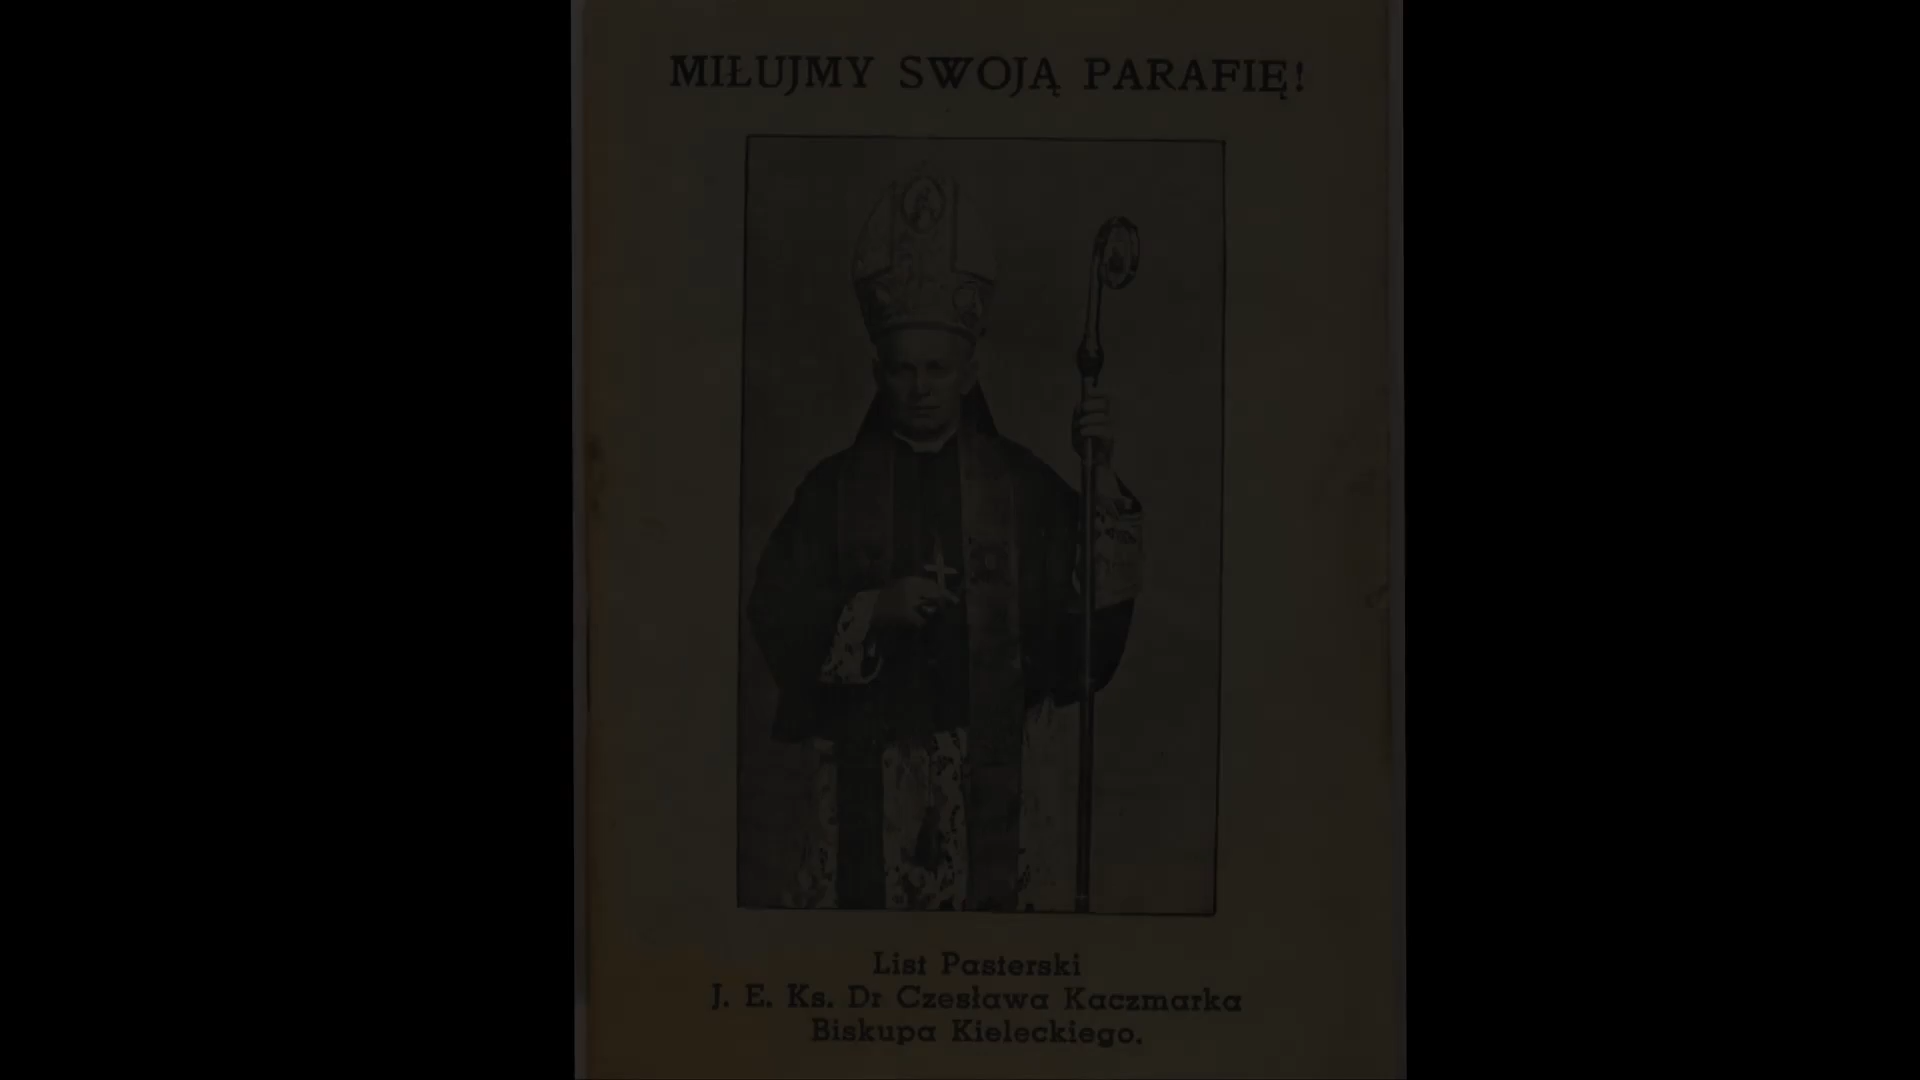 MIŁUJMY SWOJĄ PARAFIĘ!
List Pasterski
J. E. Ks. Dr Czesława Kaczmarka
Biskupa Kieleckiego.